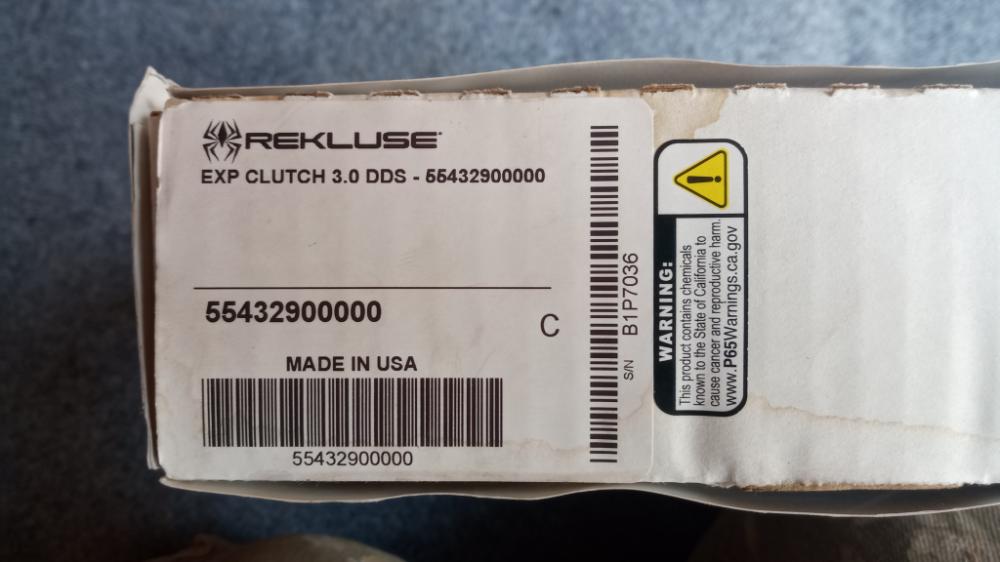 REKLUSE
EXP CLUTCH 3.0 DDS - 55432900000
55432900000
C
MADE IN USA
55432900000
S/N B1P7036
WARNING:
This product contains chemicals
known to the State of California to
cause cancer and reproductive harm.
www.P65Warnings.ca.gov